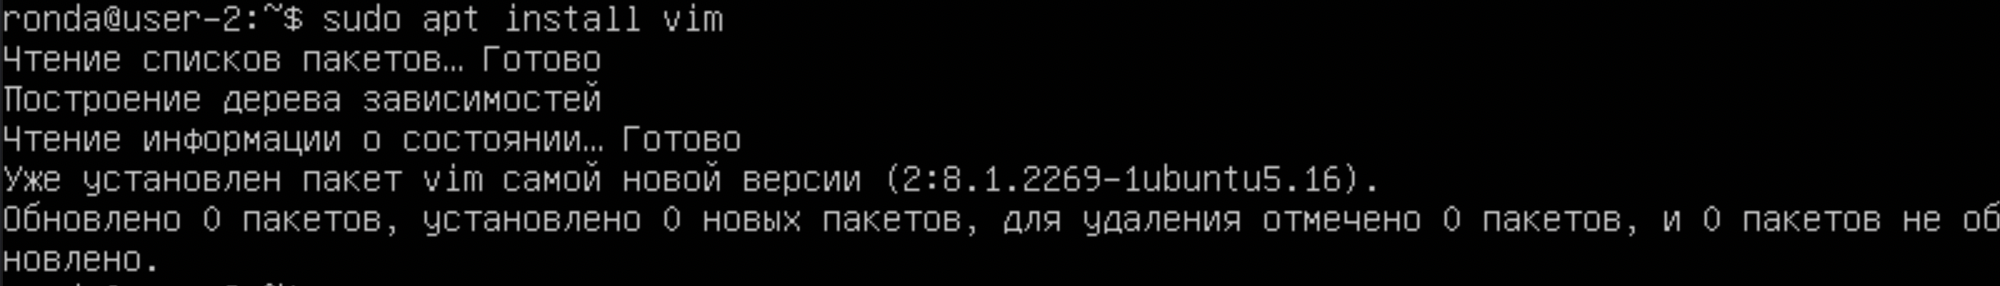 ronda@user-2:~$ sudo apt install vim
Чтение списков пакетов… Готово
Построение дерева зависимостей
Чтение информации о состоянии… Готово
Уже установлен пакет vim самой новой версии (2:8.1.2269-1ubuntu5.16).
Обновлено 0 пакетов, установлено 0 новых пакетов, для удаления отмечено 0 пакетов, и 0 пакетов не об
новлено.